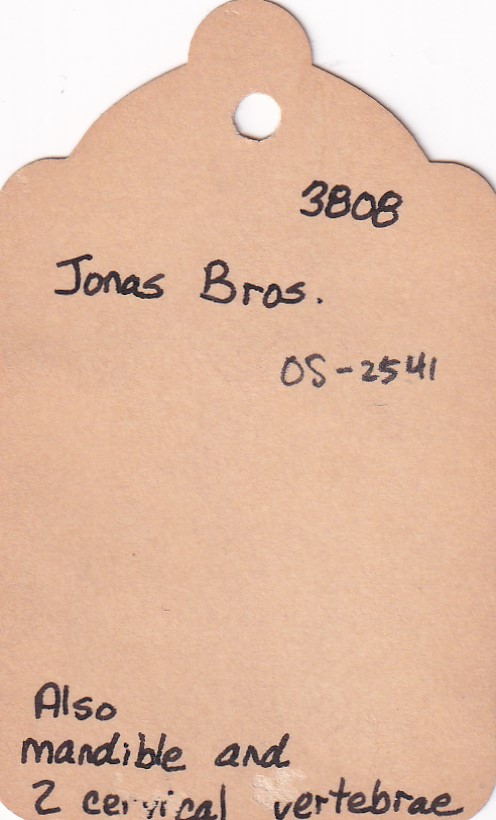 3808
Jonas Bros.
OS-2541
Also
mandible and
2 cervical vertebrae